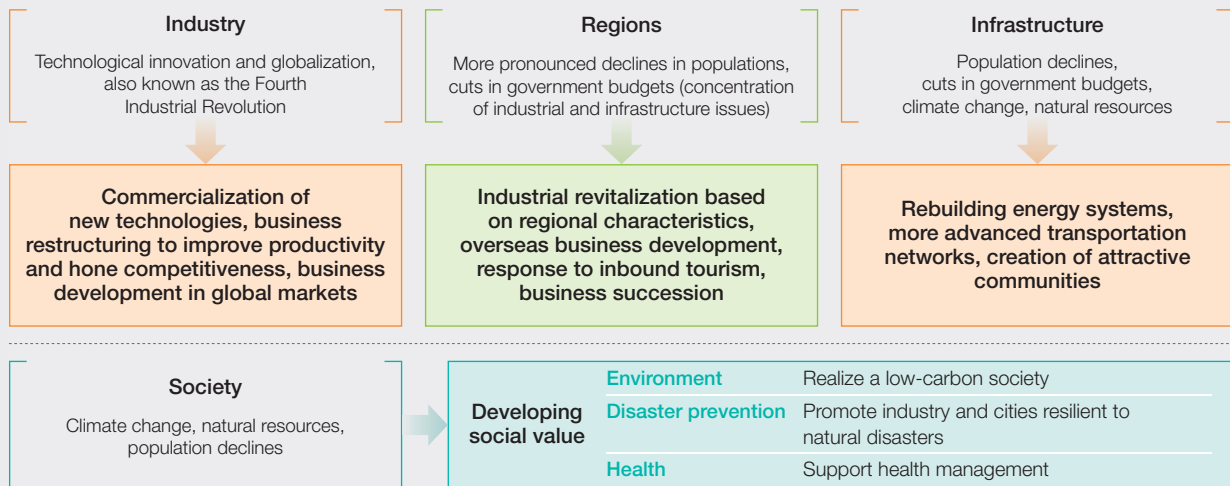 Industry
Technological innovation and globalization,
also known as the Fourth
Industrial Revolution
Commercialization of
new technologies, business
restructuring to improve productivity
and hone competitiveness, business
development in global markets
Regions
More pronounced declines in populations,
cuts in government budgets (concentration
of industrial and infrastructure issues)
Industrial revitalization based
on regional characteristics,
overseas business development,
response to inbound tourism,
business succession
Infrastructure
Population declines,
cuts in government budgets,
climate change, natural resources
Rebuilding energy systems,
more advanced transportation
networks, creation of attractive
communities
Society
Climate change, natural resources,
population declines
Developing
social value
Environment Realize a low-carbon society
Disaster prevention Promote industry and cities resilient to
natural disasters
Health Support health management